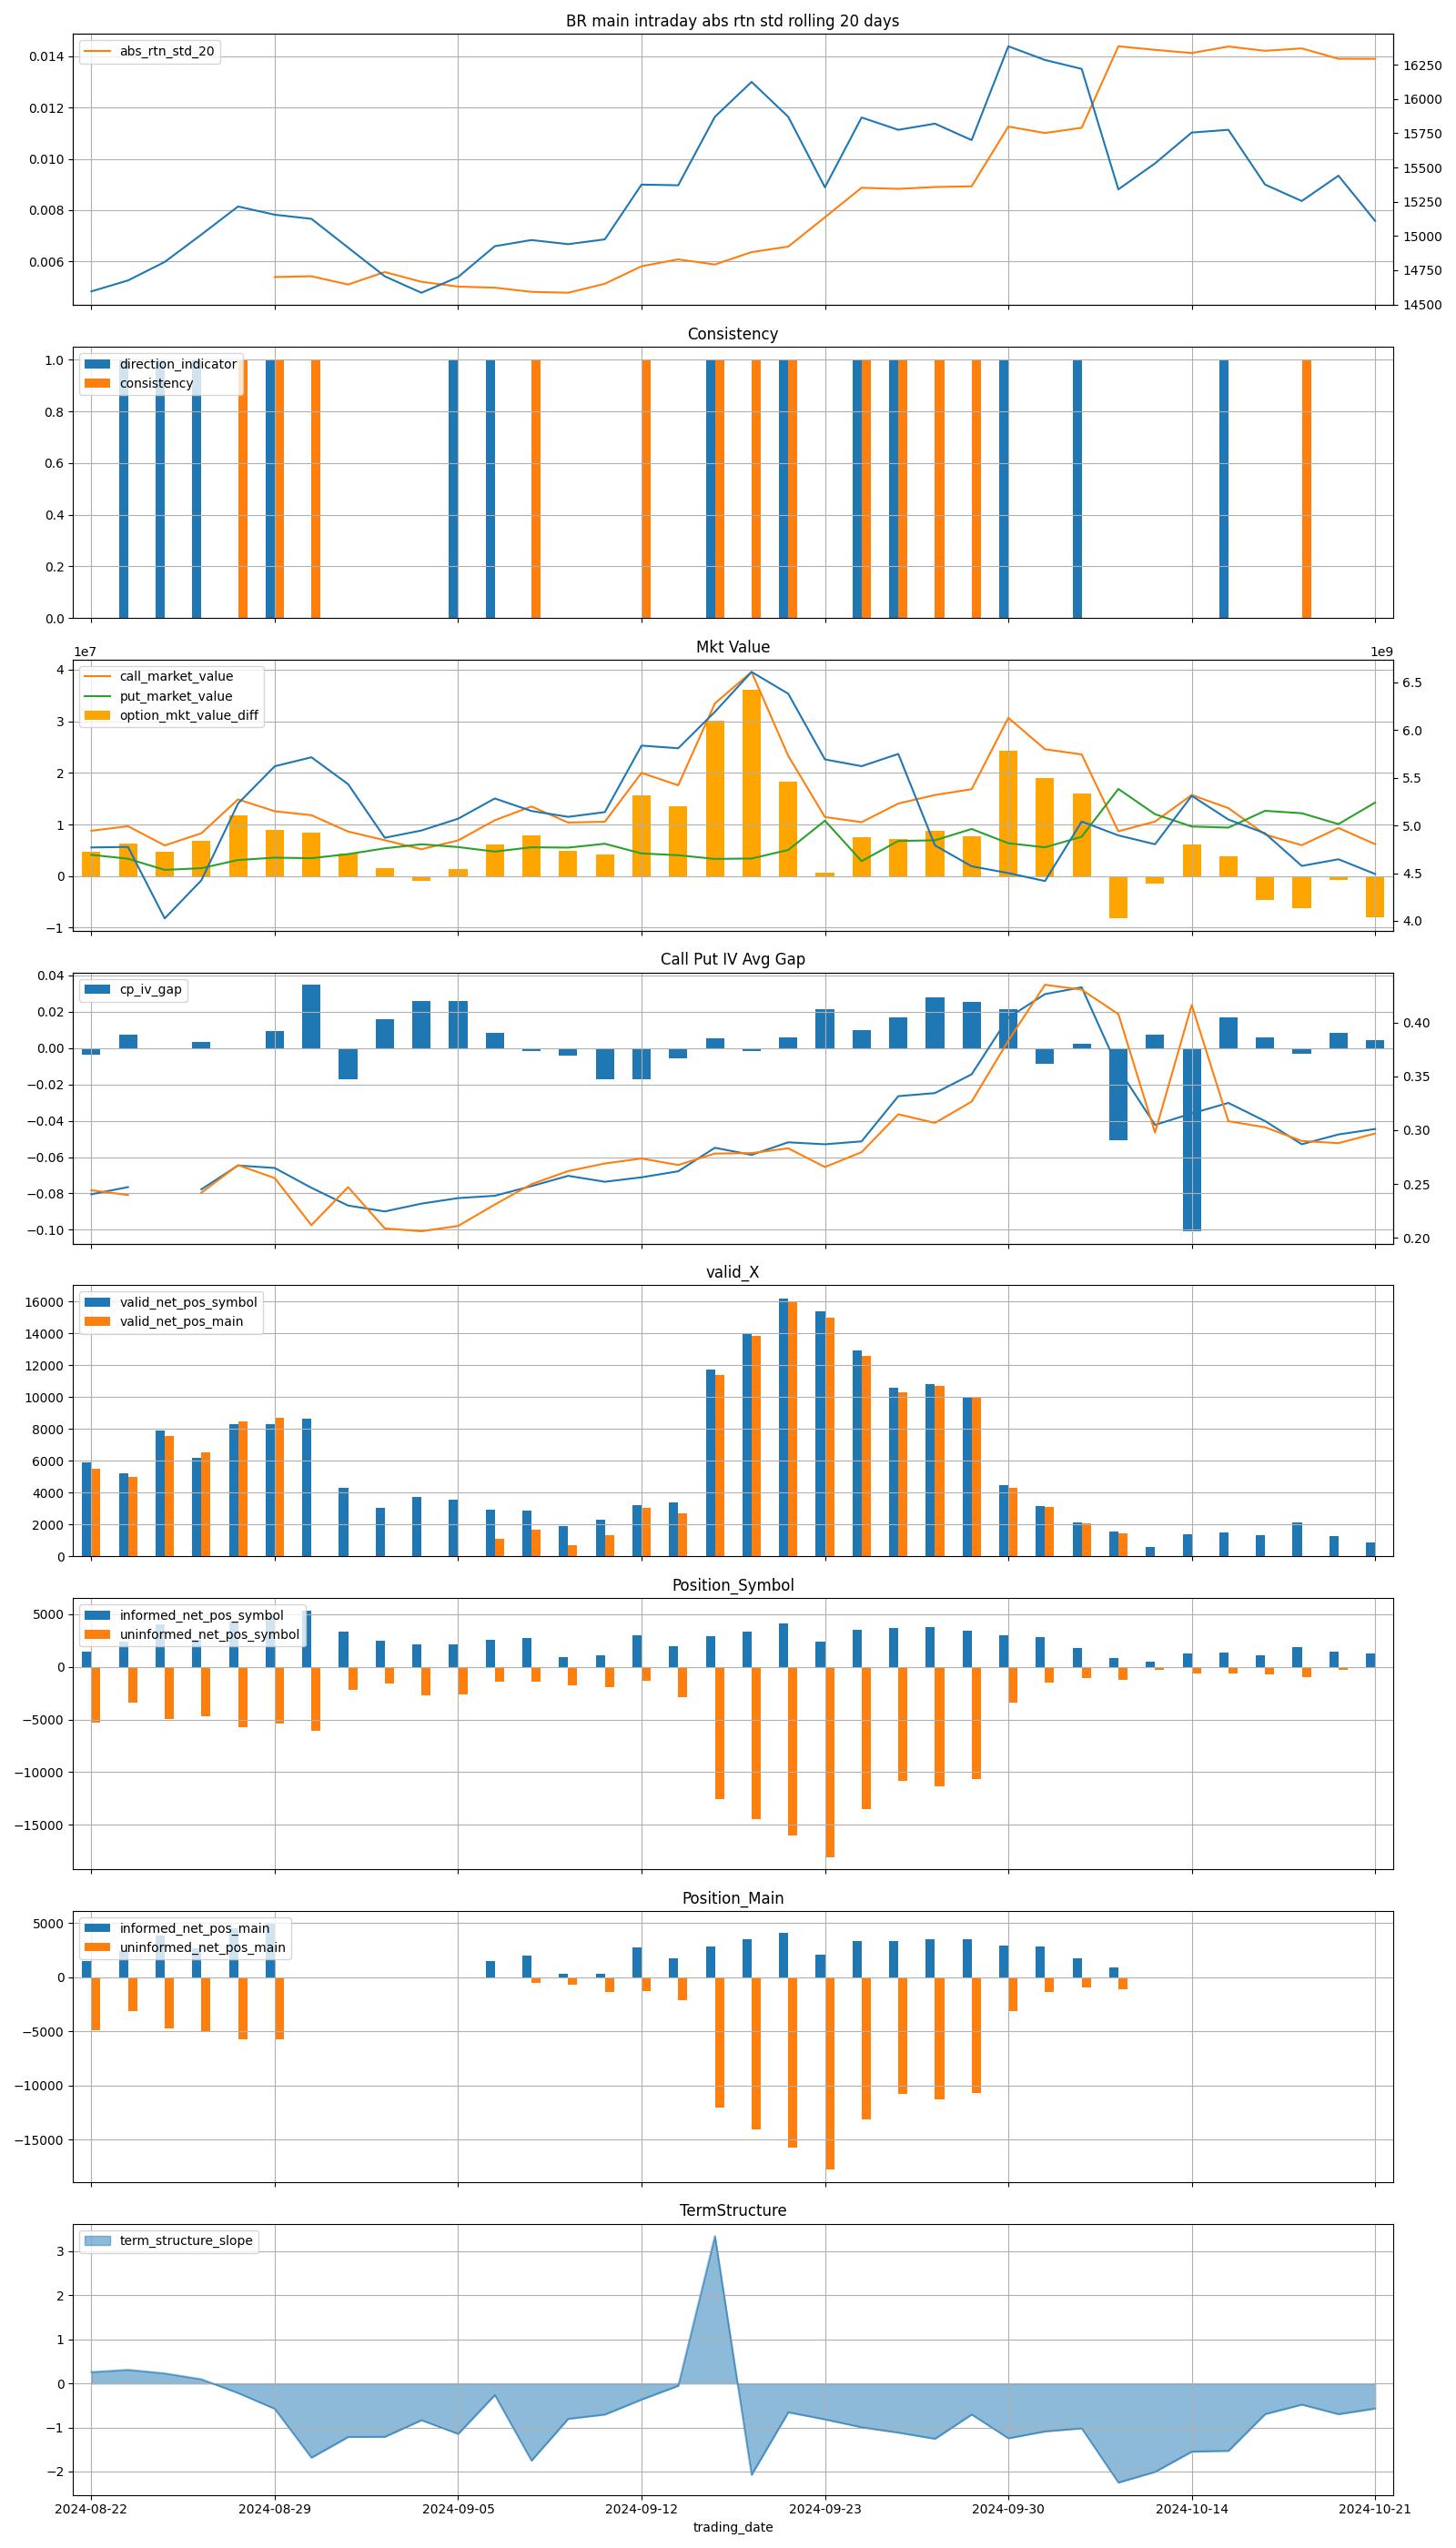 BR main intraday abs rtn std rolling 20 days
abs_rtn_std_20
0.014
0.012
0.010
0.008
0.006
16250
16000
15750
15500
15250
15000
14750
14500
Consistency
direction_indicator
consistency
1.0
0.8
0.6
0.4
0.2
0.0
Mkt Value
1e7
1e9
call_market_value
put_market_value
option_mkt_value_diff
4
3
2
1
0
−1
6.5
6.0
5.5
5.0
4.5
4.0
Call Put IV Avg Gap
cp_iv_gap
0.04
0.02
0.00
−0.02
−0.04
−0.06
−0.08
−0.10
0.40
0.35
0.30
0.25
0.20
valid_X
valid_net_pos_symbol
valid_net_pos_main
16000
14000
12000
10000
8000
6000
4000
2000
0
Position_Symbol
informed_net_pos_symbol
uninformed_net_pos_symbol
5000
0
−5000
−10000
−15000
Position_Main
informed_net_pos_main
uninformed_net_pos_main
5000
0
−5000
−10000
−15000
TermStructure
term_structure_slope
3
2
1
0
−1
−2
2024-08-22 2024-08-29 2024-09-05 2024-09-12 2024-09-23 2024-09-30 2024-10-14 2024-10-21
trading_date